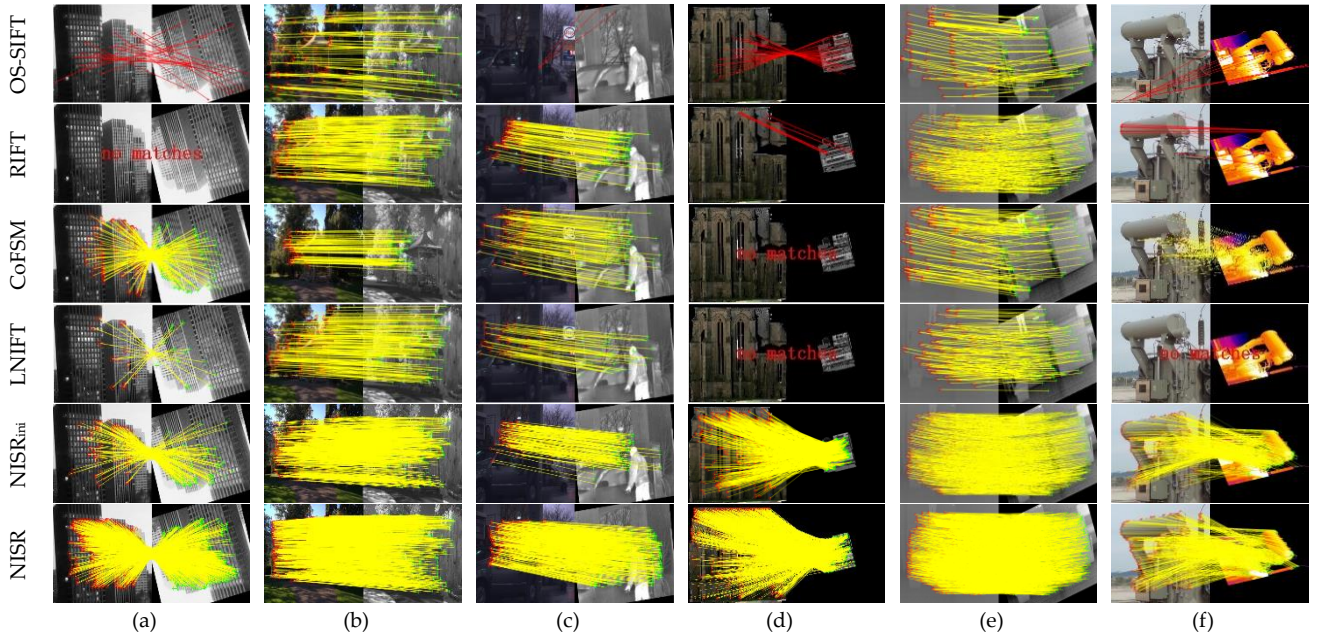 OS-SIFT
RIFT
no matches
CoFSM
no matches
LNIFT
no matches
no matches
NISRini
NISR
(a) (b) (c) (d) (e) (f)